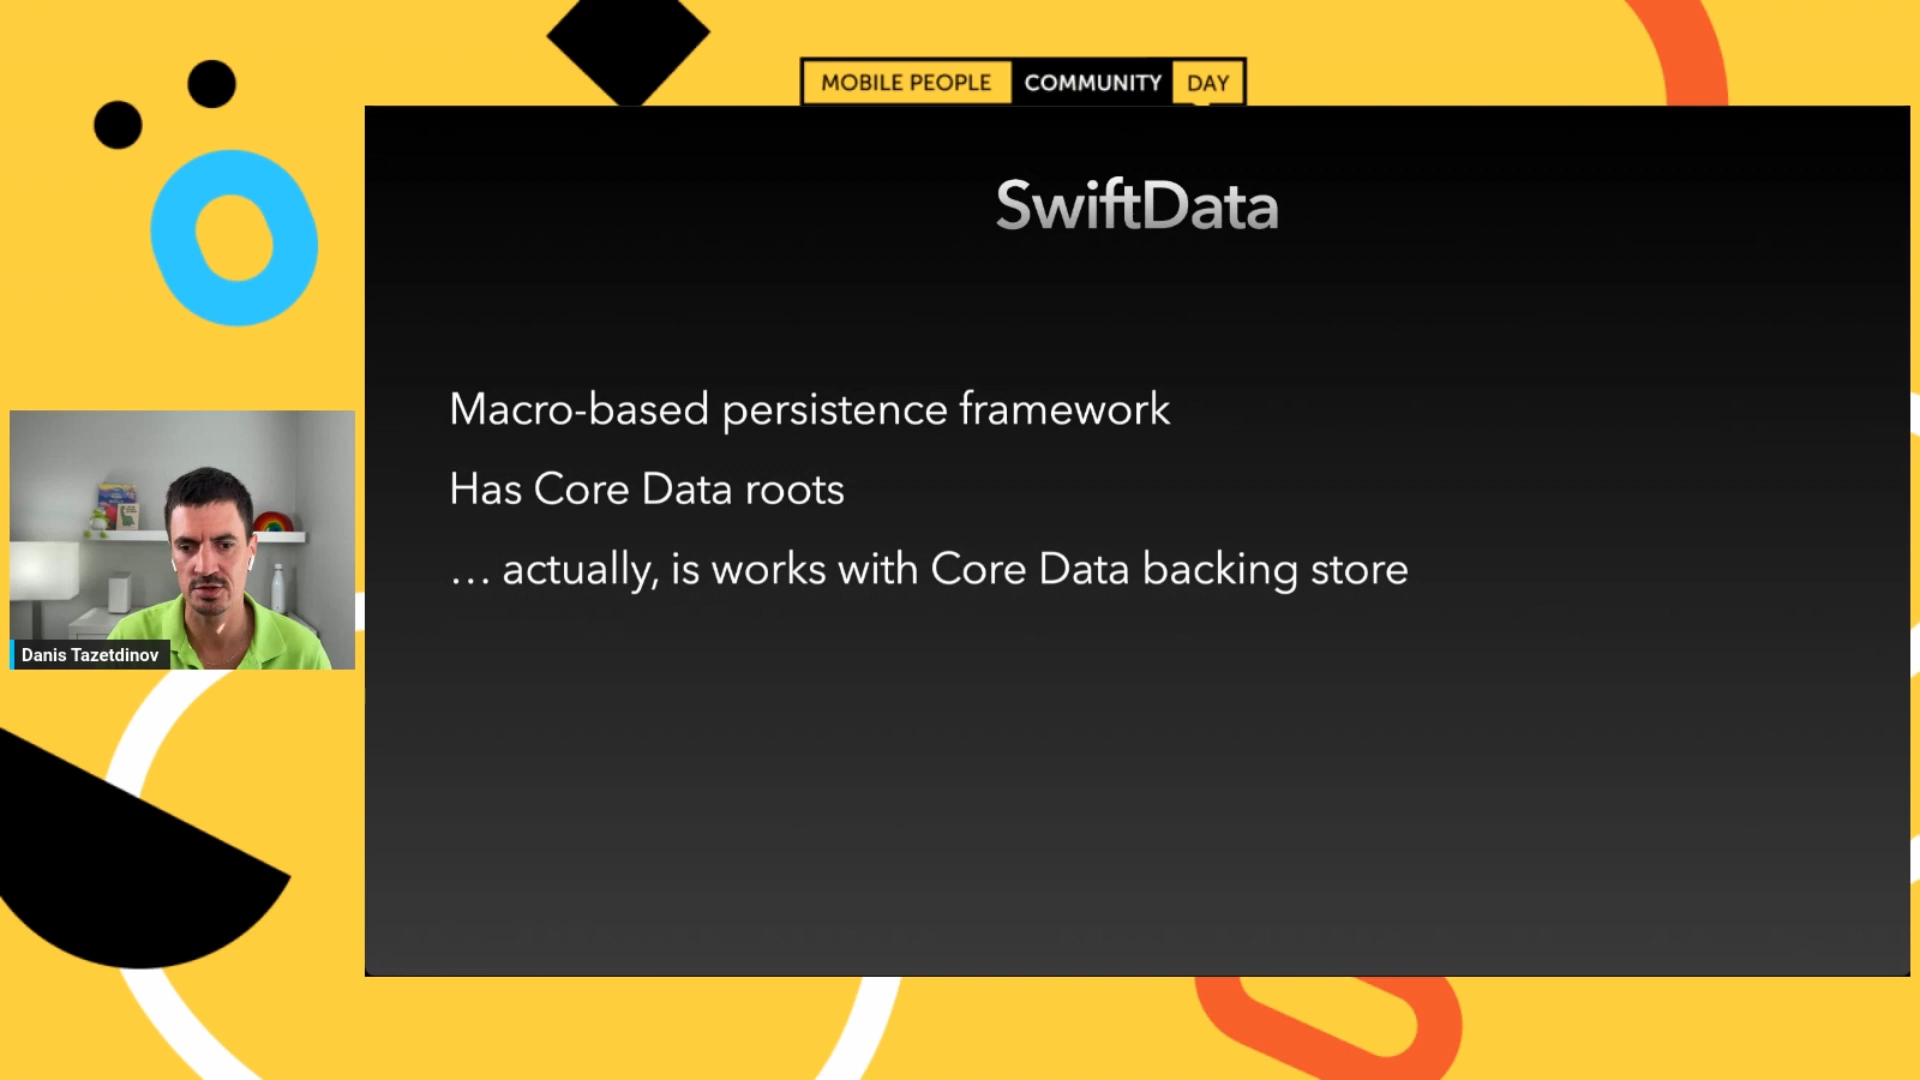 MOBILE PEOPLE COMMUNITY DAY
SwiftData
Macro-based persistence framework
Has Core Data roots
… actually, is works with Core Data backing store
Danis Tazetdinov